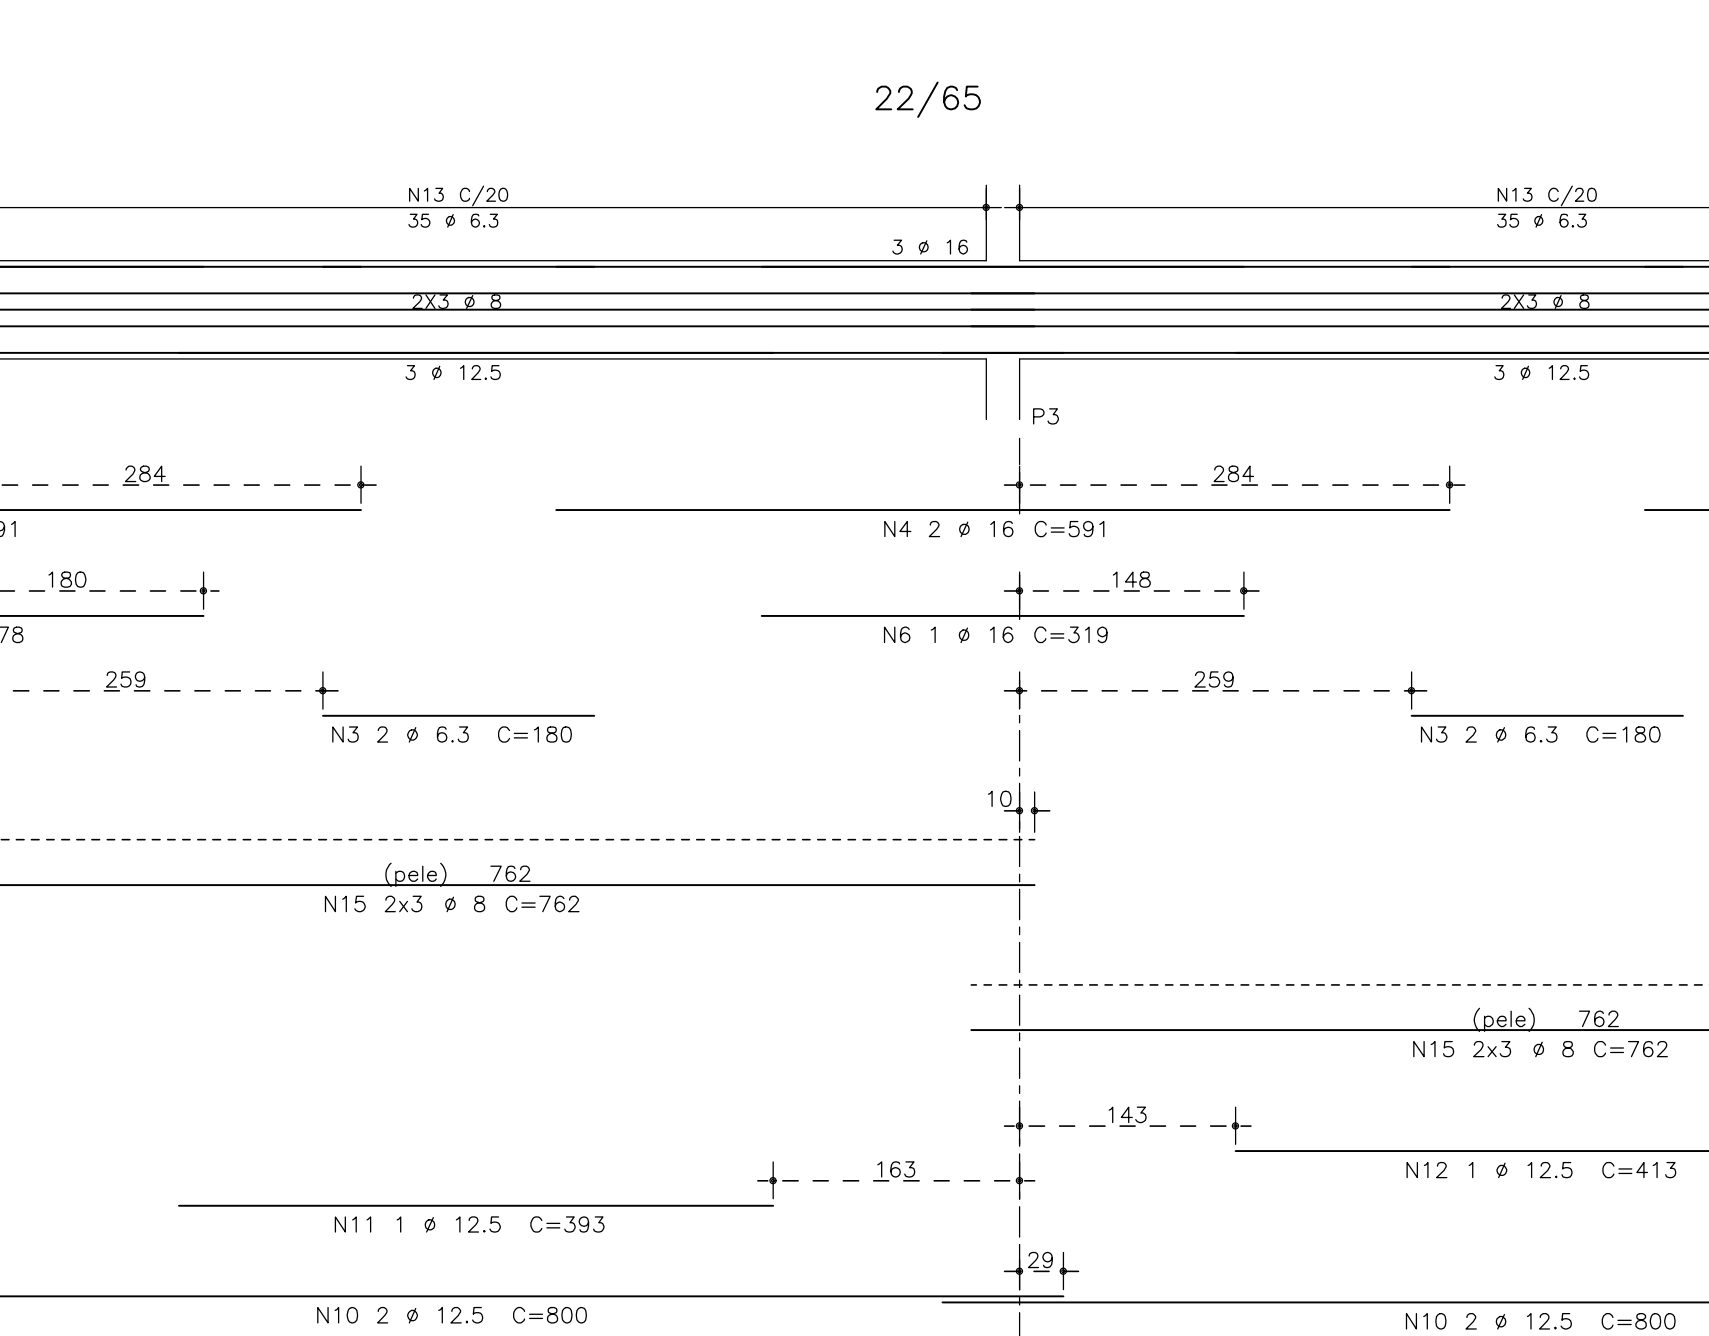 22/65
N13 C/20
35 ø 6.3
N13 C/20
35 ø 6.3
3 ø 16
2X3 ø 8
2X3 ø 8
3 ø 12.5
3 ø 12.5
P3
284
284
91
N4 2 ø 16 C=591
180
148
78
N6 1 ø 16 C=319
259
259
N3 2 ø 6.3 C=180
N3 2 ø 6.3 C=180
10
(pele) 762
N15 2x3 ø 8 C=762
(pele) 762
N15 2x3 ø 8 C=762
143
N12 1 ø 12.5 C=413
163
N11 1 ø 12.5 C=393
29
N10 2 ø 12.5 C=800
N10 2 ø 12.5 C=800